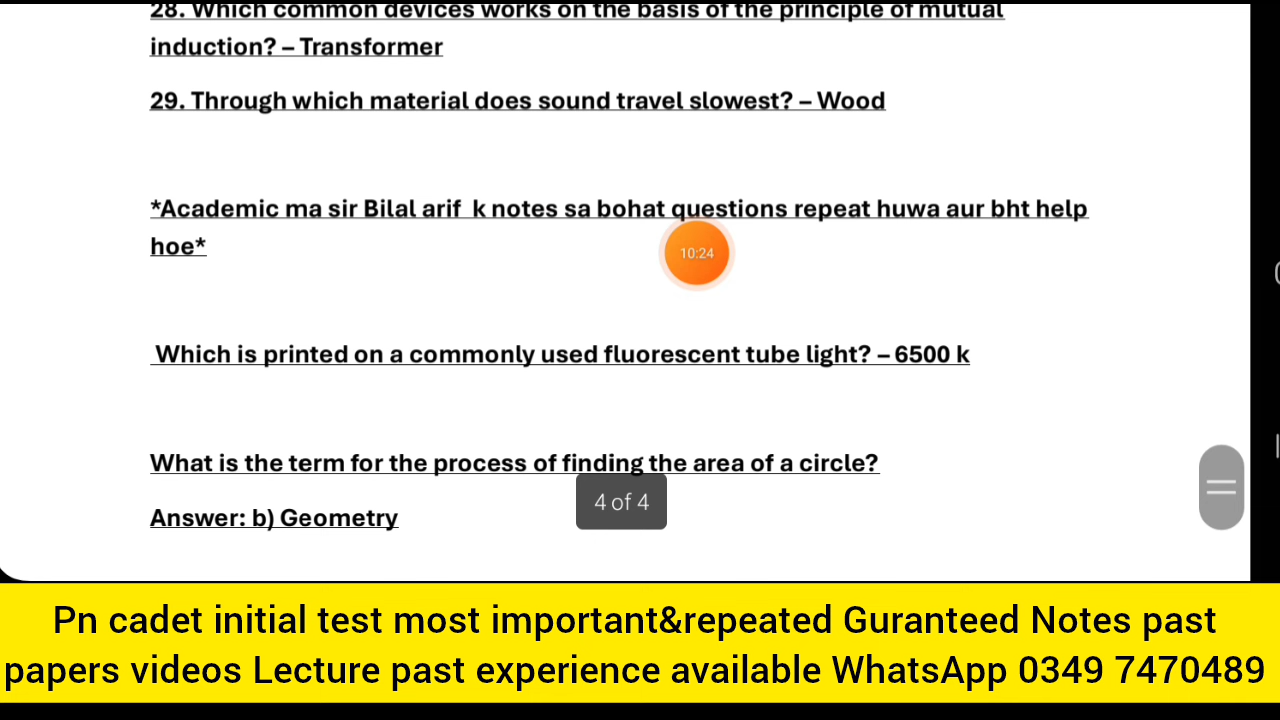 28. Which common devices works on the basis of the principle of mutual
induction? – Transformer
29. Through which material does sound travel slowest? – Wood
*Academic ma sir Bilal arif  k notes sa bohat questions repeat huwa aur bht help
hoe*
10:24
Which is printed on a commonly used fluorescent tube light? – 6500 k
What is the term for the process of finding the area of a circle?
4 of 4
Answer: b) Geometry
Pn cadet initial test most important&repeated Guranteed Notes past
papers videos Lecture past experience available WhatsApp 0349 7470489